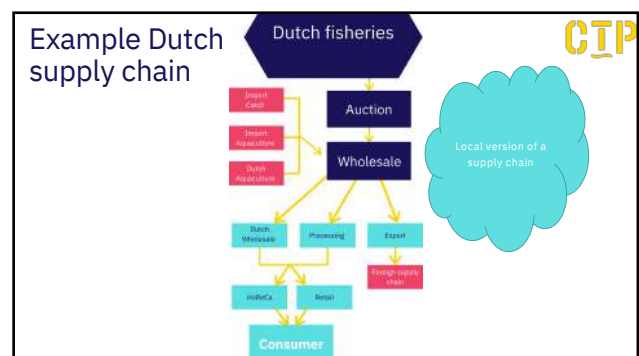 Example Dutch
supply chain
Dutch fisheries
CTP
Import
Catch
Auction
Import
Aquaculture
Wholesale
Dutch
Aquaculture
Local version of a
supply chain
Dutch
Wholesale
Processing
Export
Foreign supply
chain
HoReCa
Retail
Consumer